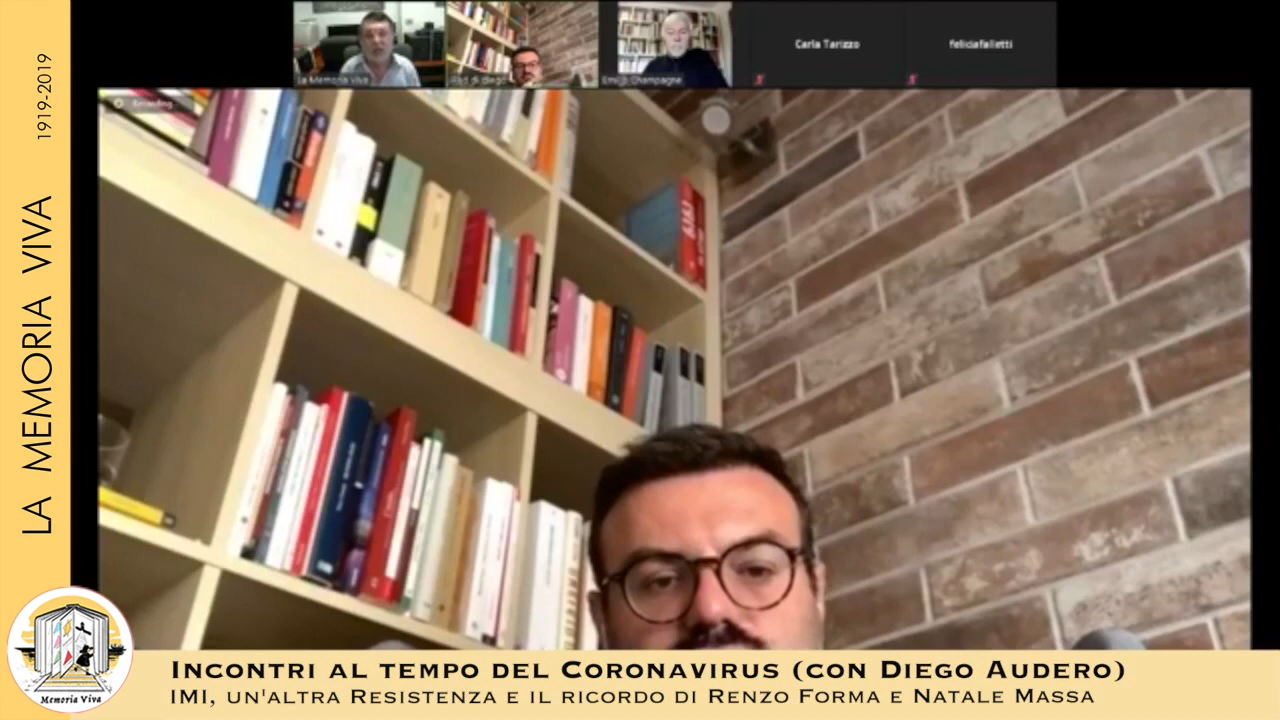 1919-2019
LA MEMORIA VIVA
La Memoria Viva
Emilio Champagne
Carla Tarizzo
feliciafalletti
Recording...
INCONTRI AL TEMPO DEL CORONAVIRUS (CON DIEGO AUDERO)
IMI, UN'ALTRA RESISTENZA E IL RICORDO DI RENZO FORMA E NATALE MASSA
Memoria Viva